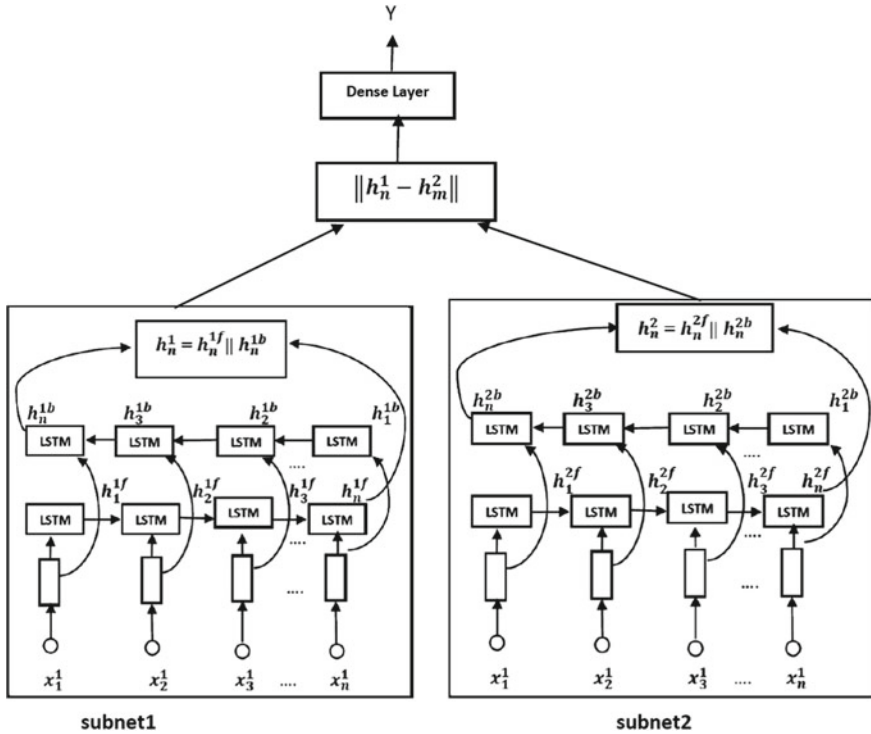 Y
Dense Layer
‖h_n^1 − h_m^2‖
h_n^1 = h_n^{1f} ‖ h_n^{1b}
h_n^{1b} h_3^{1b} h_2^{1b} h_1^{1b}
LSTM LSTM LSTM LSTM
....
h_1^{1f} h_2^{1f} h_3^{1f} h_n^{1f}
LSTM LSTM LSTM LSTM
....
....
x_1^1 x_2^1 x_3^1 .... x_n^1
subnet1
h_n^2 = h_n^{2f} ‖ h_n^{2b}
h_n^{2b} h_3^{2b} h_2^{2b} h_1^{2b}
LSTM LSTM LSTM LSTM
....
h_1^{2f} h_2^{2f} h_3^{2f} h_n^{2f}
LSTM LSTM LSTM LSTM
....
....
x_1^1 x_2^1 x_3^1 .... x_n^1
subnet2